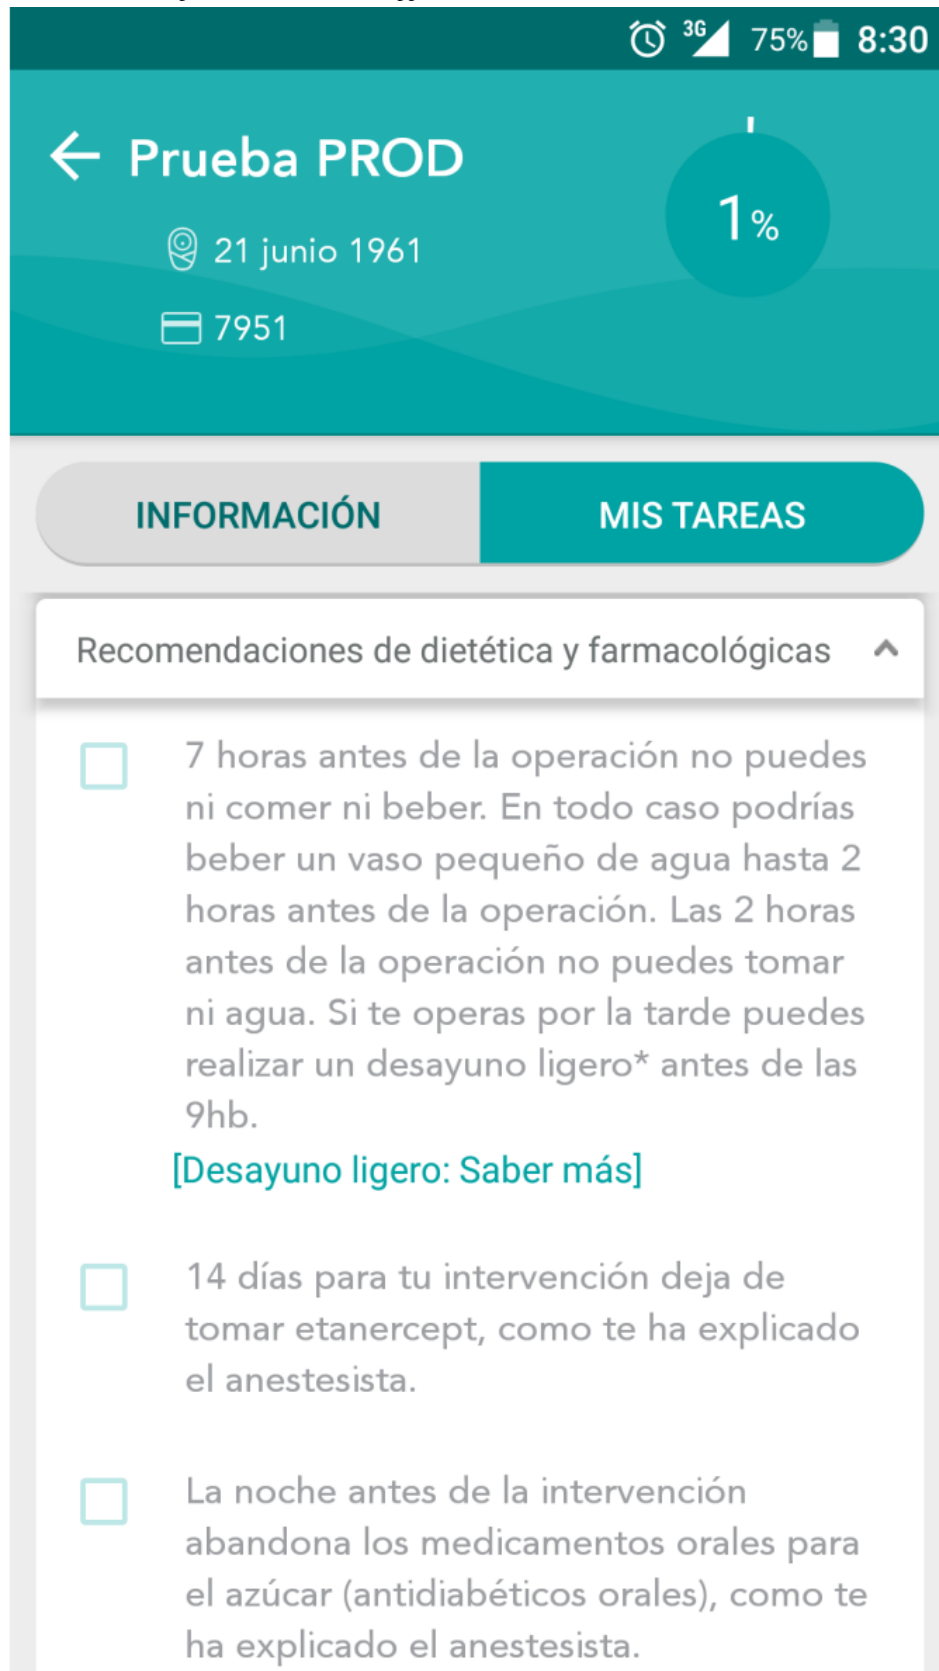 3G 75% 8:30
Prueba PROD
1%
21 junio 1961
7951
INFORMACIÓN MIS TAREAS
Recomendaciones de dietética y farmacológicas
7 horas antes de la operación no puedes
ni comer ni beber. En todo caso podrías
beber un vaso pequeño de agua hasta 2
horas antes de la operación. Las 2 horas
antes de la operación no puedes tomar
ni agua. Si te operas por la tarde puedes
realizar un desayuno ligero* antes de las
9hb.
[Desayuno ligero: Saber más]
14 días para tu intervención deja de
tomar etanercept, como te ha explicado
el anestesista.
La noche antes de la intervención
abandona los medicamentos orales para
el azúcar (antidiabéticos orales), como te
ha explicado el anestesista.